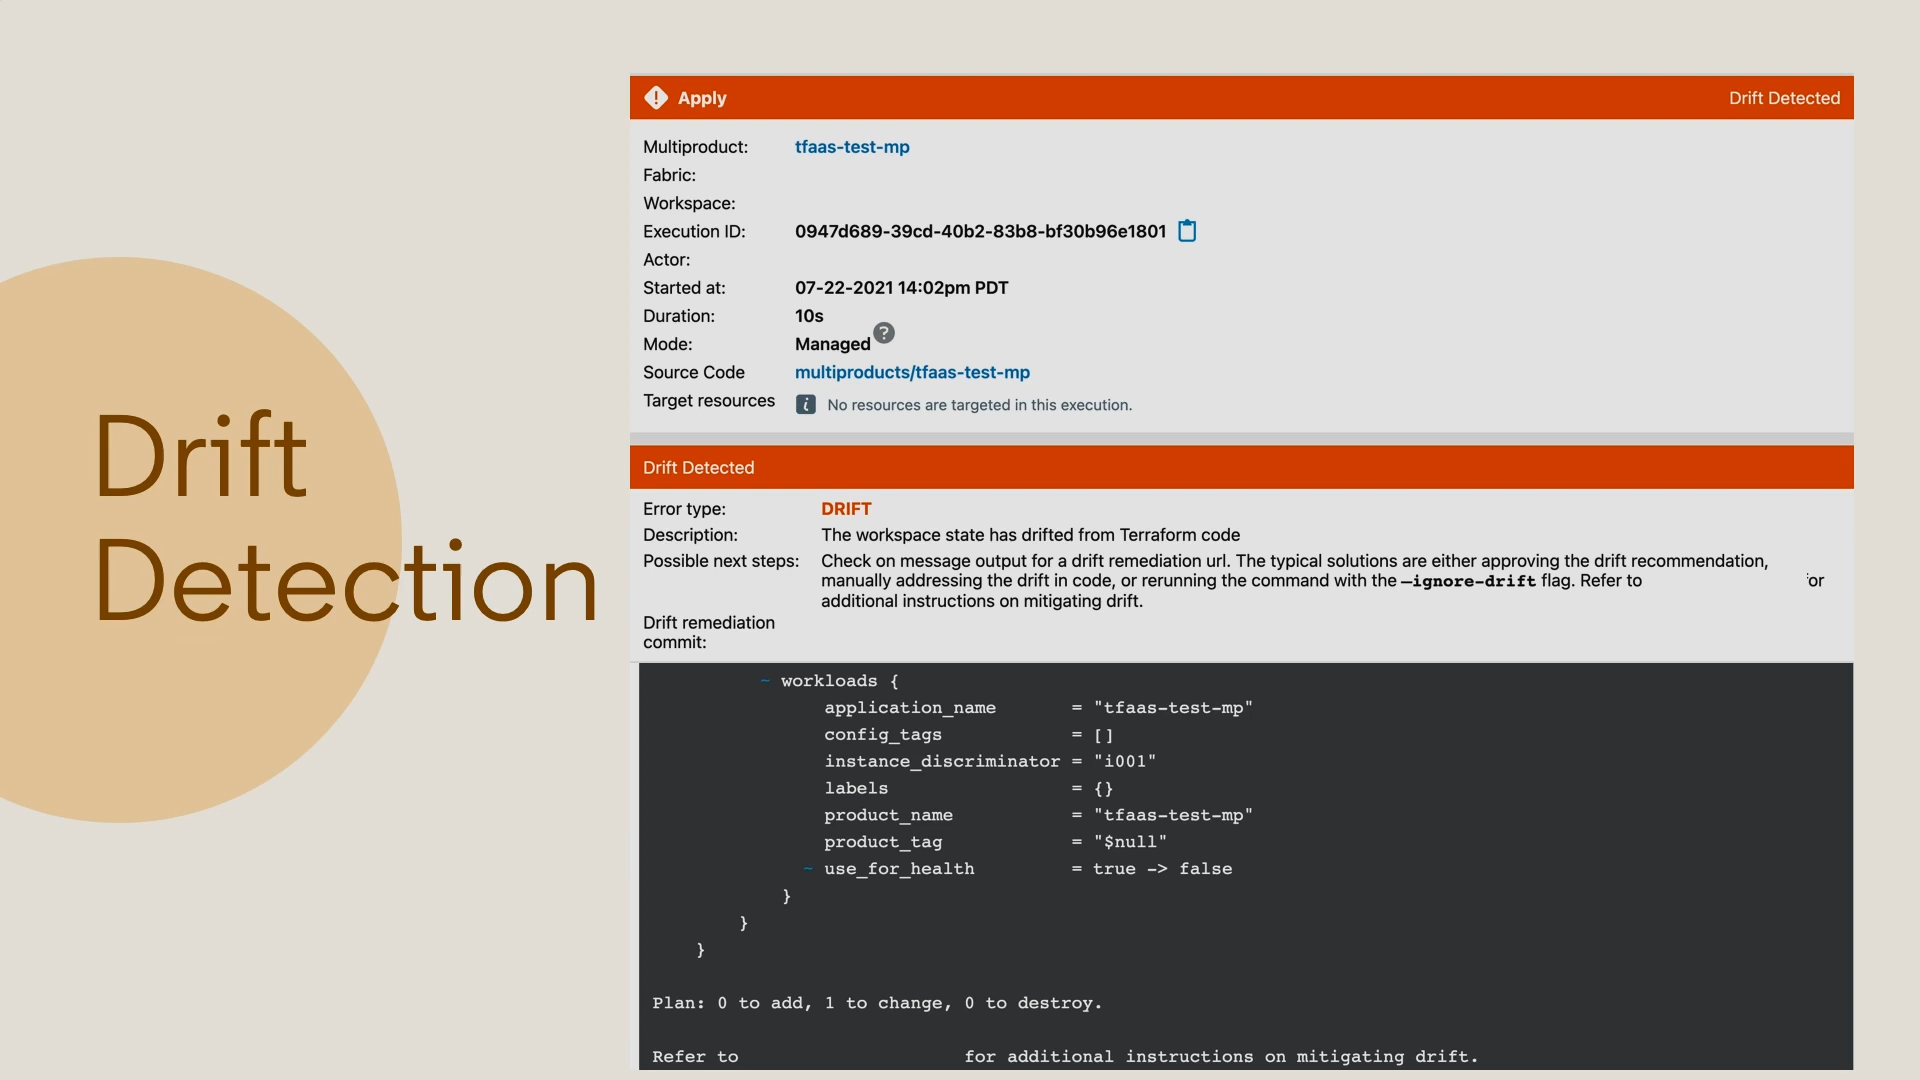 Drift
Detection
Apply
Drift Detected
Multiproduct: tfaas-test-mp
Fabric:
Workspace:
Execution ID: 0947d689-39cd-40b2-83b8-bf30b96e1801
Actor:
Started at: 07-22-2021 14:02pm PDT
Duration: 10s
Mode: Managed ?
Source Code multiproducts/tfaas-test-mp
Target resources i No resources are targeted in this execution.
Drift Detected
Error type: DRIFT
Description: The workspace state has drifted from Terraform code
Possible next steps: Check on message output for a drift remediation url. The typical solutions are either approving the drift recommendation,
manually addressing the drift in code, or rerunning the command with the —ignore-drift flag. Refer to for
additional instructions on mitigating drift.
Drift remediation
commit:
~ workloads {
application_name = "tfaas-test-mp"
config_tags = []
instance_discriminator = "i001"
labels = {}
product_name = "tfaas-test-mp"
product_tag = "$null"
~ use_for_health = true -> false
}
}
}
Plan: 0 to add, 1 to change, 0 to destroy.
Refer to for additional instructions on mitigating drift.